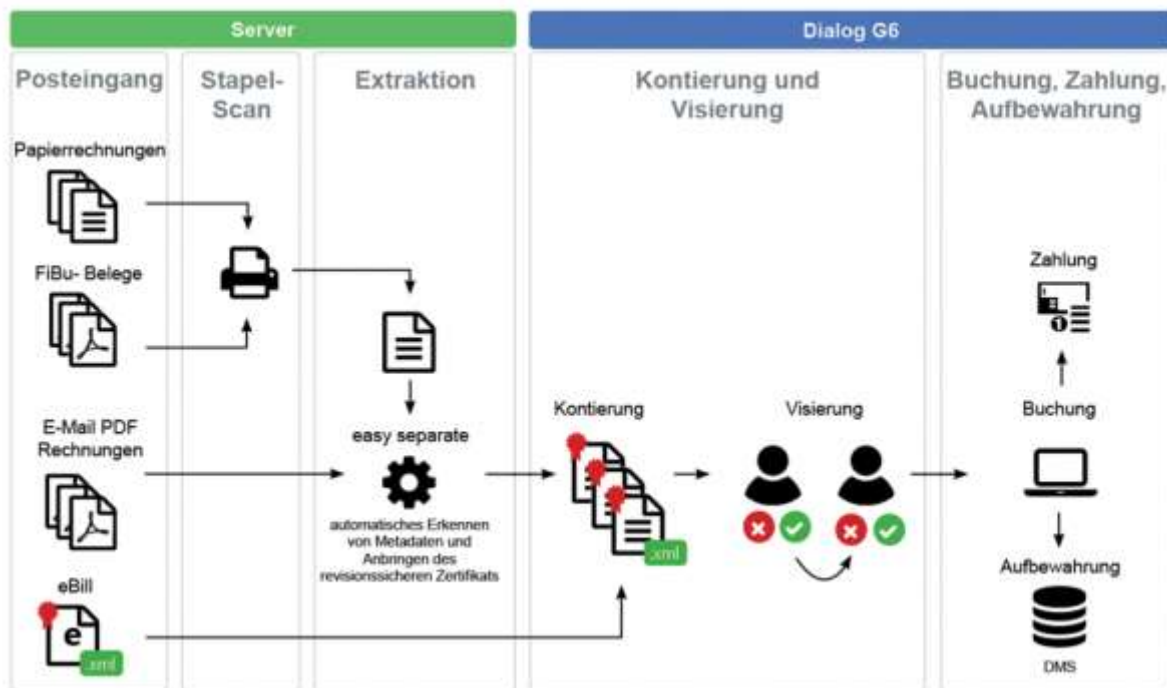 Server
Dialog G6
Posteingang
Stapel-
Scan
Extraktion
Kontierung und
Visierung
Buchung, Zahlung,
Aufbewahrung
Papierrechnungen
FiBu- Belege
E-Mail PDF
Rechnungen
eBill
e
.xml
easy separate
automatisches Erkennen
von Metadaten und
Anbringen des
revisionssicheren Zertifikats
Kontierung
.xml
Visierung
Zahlung
1
Buchung
Aufbewahrung
DMS